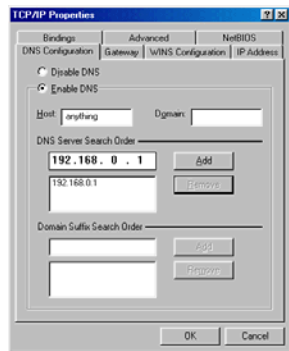 TCP/IP Properties
Bindings Advanced NetBIOS
DNS Configuration Gateway WINS Configuration IP Address
Disable DNS
Enable DNS
Host: anything Domain:
DNS Server Search Order
192.168. 0 . 1 Add
192.168.0.1 Remove
Domain Suffix Search Order
Add
Remove
OK Cancel